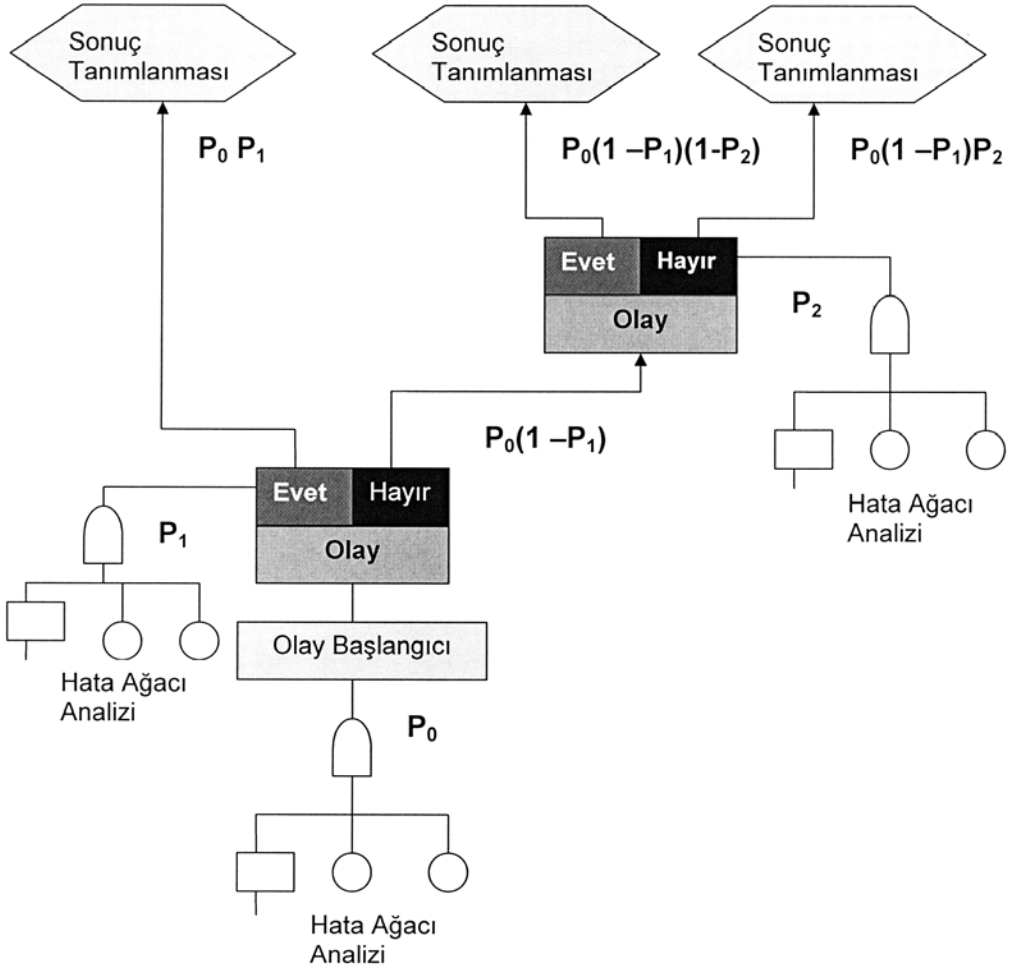 Sonuç
Tanımlanması
Sonuç
Tanımlanması
Sonuç
Tanımlanması
P₀ P₁
P₀(1 –P₁)(1-P₂)
P₀(1 –P₁)P₂
Evet
Hayır
Olay
P₂
P₀(1 –P₁)
Hata Ağacı
Analizi
Evet
Hayır
Olay
P₁
Olay Başlangıcı
Hata Ağacı
Analizi
P₀
Hata Ağacı
Analizi